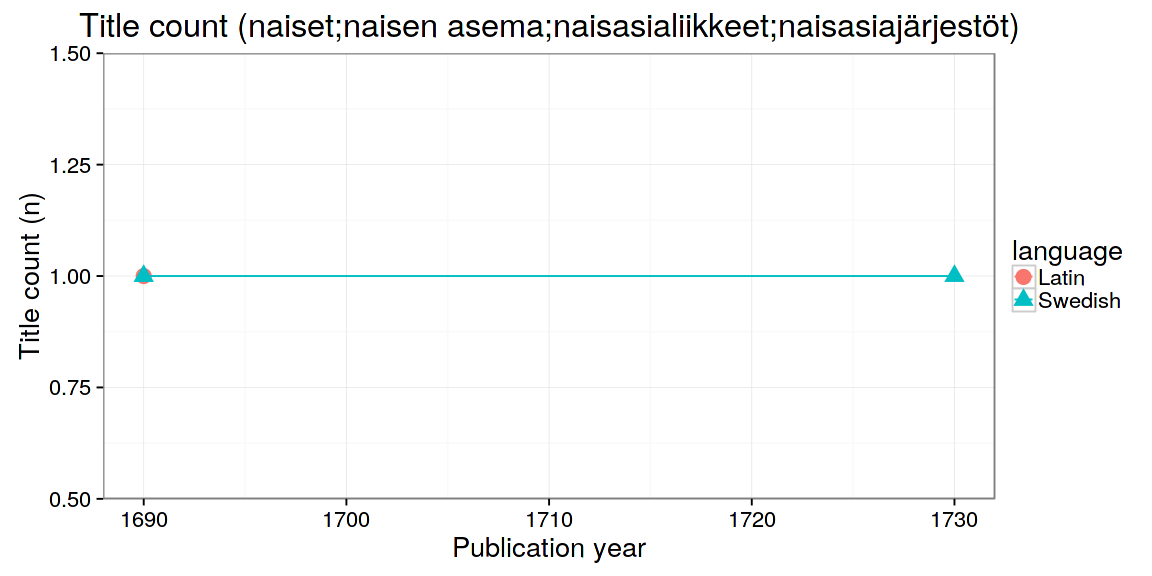 Title count (naiset;naisen asema;naisasialiikkeet;naisasiajärjestöt)
1.50
1.25
1.00
0.75
0.50
Title count (n)
1690 1700 1710 1720 1730
Publication year
language
Latin
Swedish